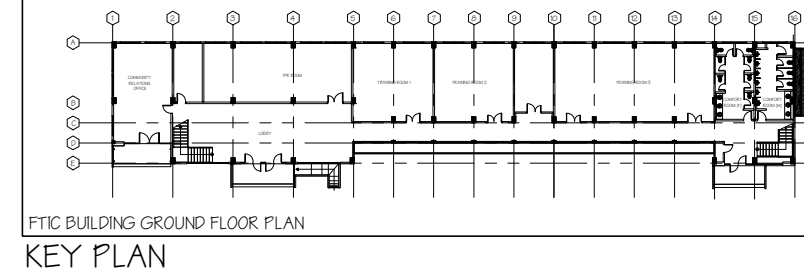 1 2 3 4 5 6 7 8 9 10 11 12 13 14 15 16
A
B
C
D
E
COMMUNITY
RELATIONS
OFFICE
LOBBY
TRAINING ROOM 1
TRAINING ROOM 2
TRAINING ROOM 3
COMFORT
ROOM (F)
COMFORT
ROOM (M)
FTIC BUILDING GROUND FLOOR PLAN
KEY PLAN